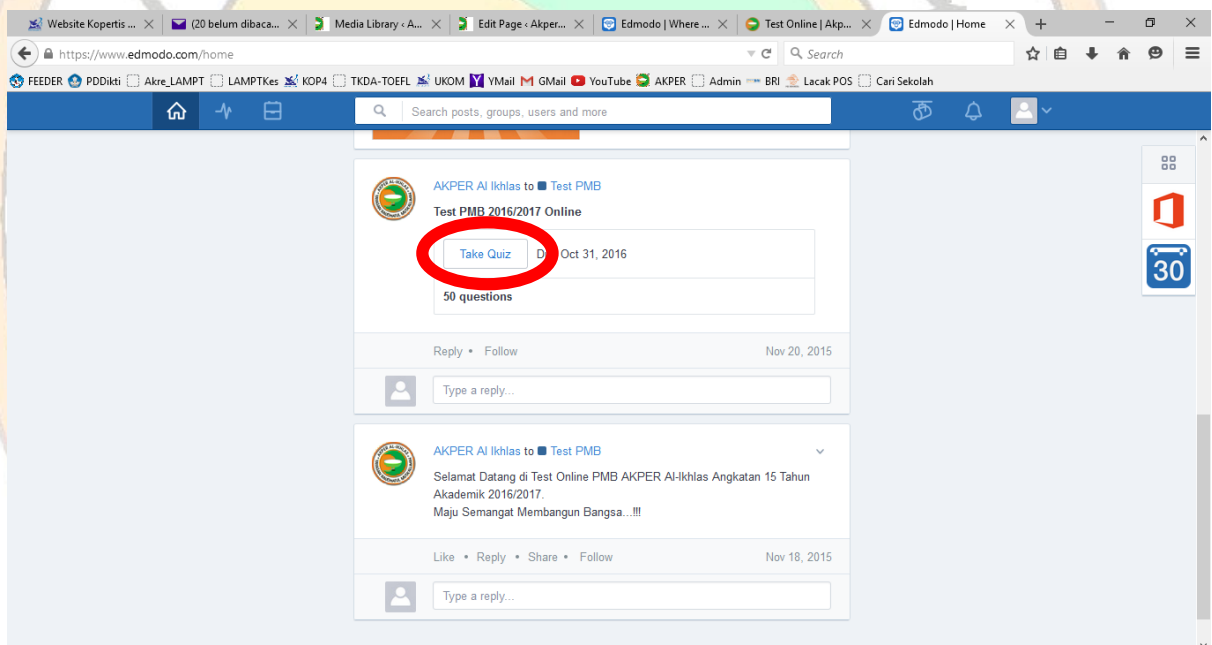 Website Kopertis ... (20 belum dibaca... Media Library ‹ A... Edit Page ‹ Akper... Edmodo | Where ... Test Online | Akp... Edmodo | Home
https://www.edmodo.com/home Search
FEEDER PDDikti Akre_LAMPT LAMPTKes KOP4 TKDA-TOEFL UKOM YMail GMail YouTube AKPER Admin BRI Lacak POS Cari Sekolah
Search posts, groups, users and more
AKPER Al Ikhlas to Test PMB
Test PMB 2016/2017 Online
Take Quiz Oct 31, 2016
50 questions
Reply • Follow Nov 20, 2015
Type a reply...
30
AKPER Al Ikhlas to Test PMB
Selamat Datang di Test Online PMB AKPER Al-Ikhlas Angkatan 15 Tahun
Akademik 2016/2017.
Maju Semangat Membangun Bangsa...!!!
Like • Reply • Share • Follow Nov 18, 2015
Type a reply...